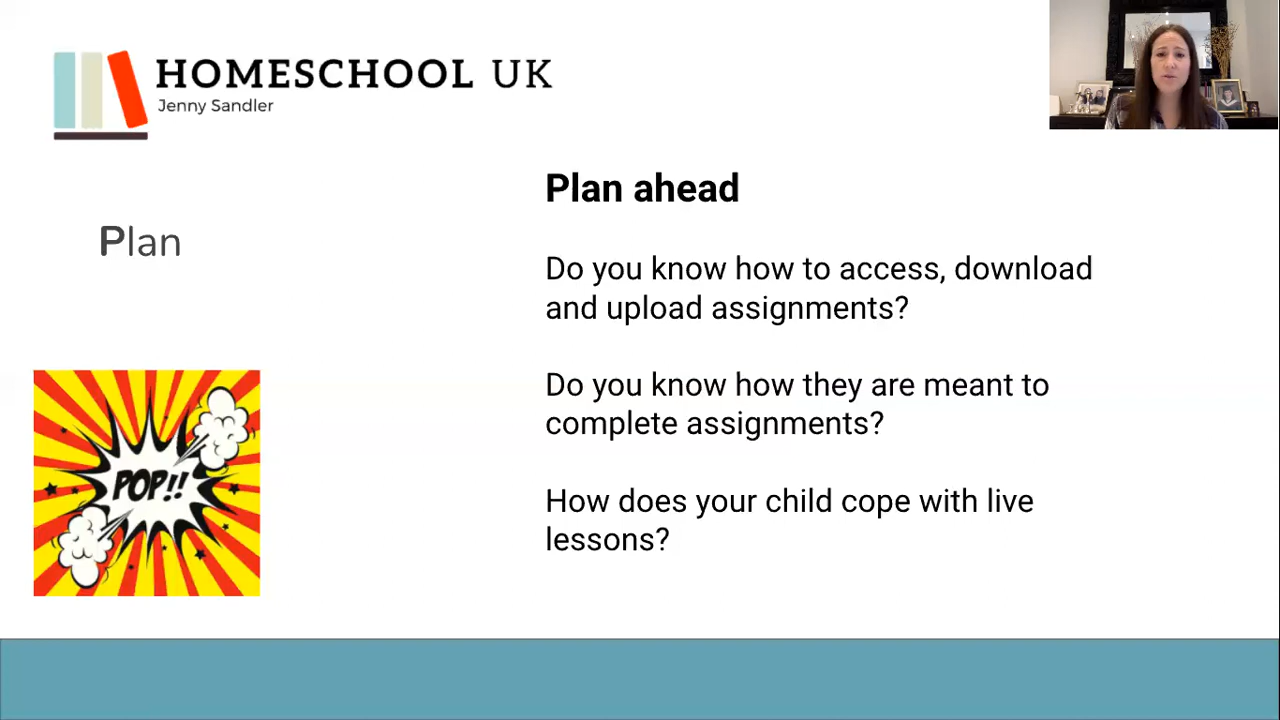 HOMESCHOOL UK
Jenny Sandler
Plan
POP!!
Plan ahead
Do you know how to access, download
and upload assignments?
Do you know how they are meant to
complete assignments?
How does your child cope with live
lessons?